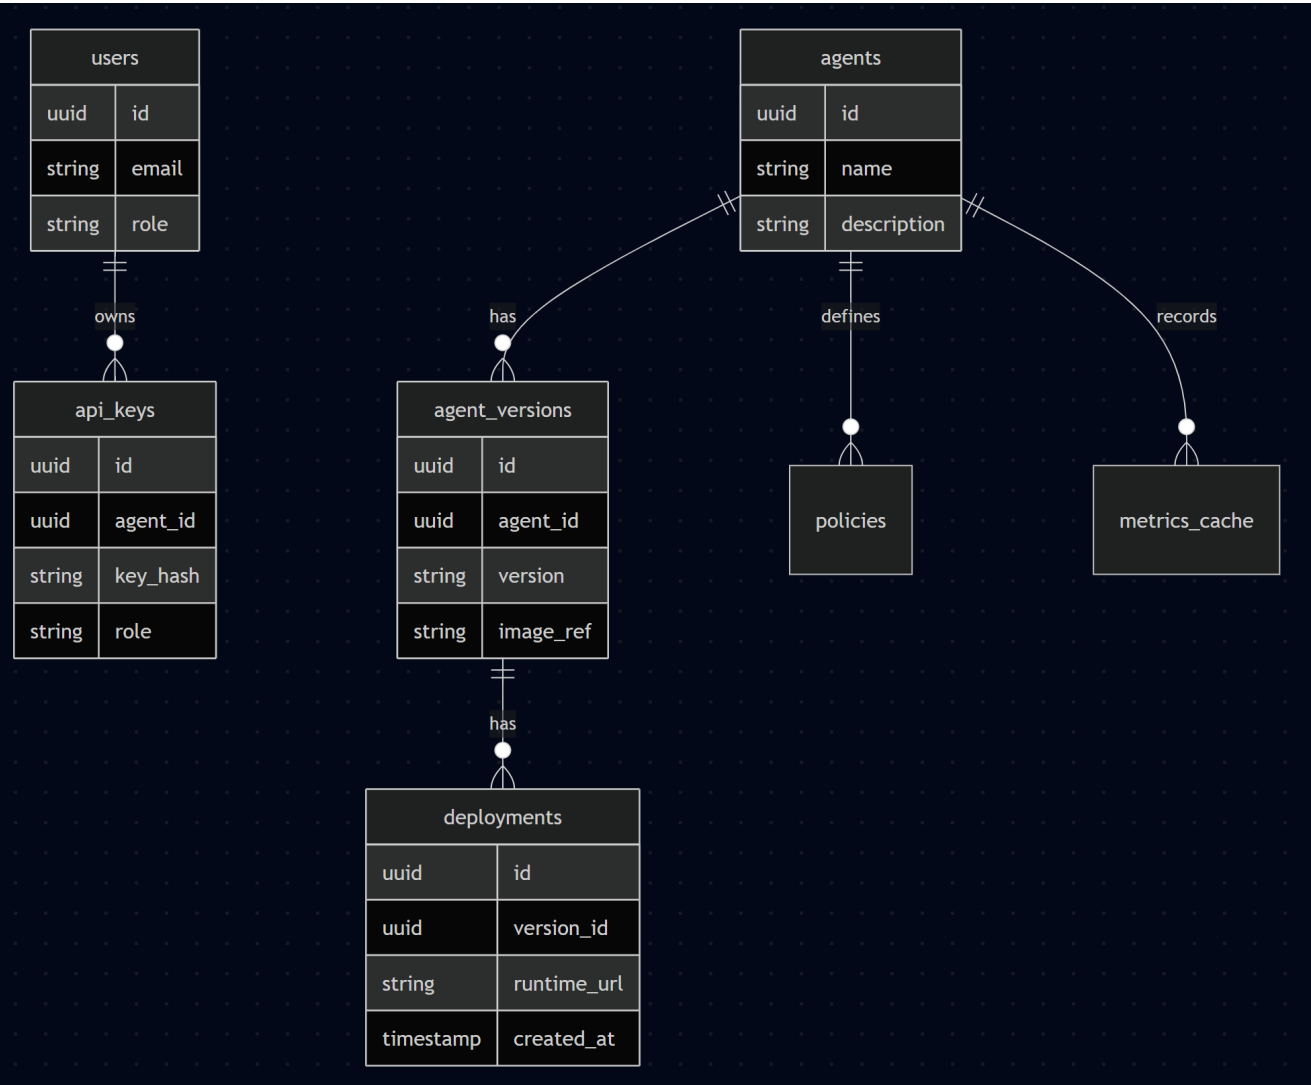 users
uuid id
string email
string role
owns
api_keys
uuid id
uuid agent_id
string key_hash
string role
agents
uuid id
string name
string description
has
defines
records
agent_versions
uuid id
uuid agent_id
string version
string image_ref
policies
metrics_cache
has
deployments
uuid id
uuid version_id
string runtime_url
timestamp created_at